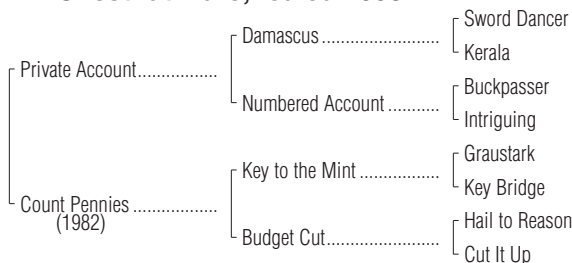 Sword Dancer
Damascus
Kerala
Private Account
Buckpasser
Numbered Account
Intriguing
Graustark
Key to the Mint
Key Bridge
Count Pennies
(1982)
Hail to Reason
Budget Cut
Cut It Up